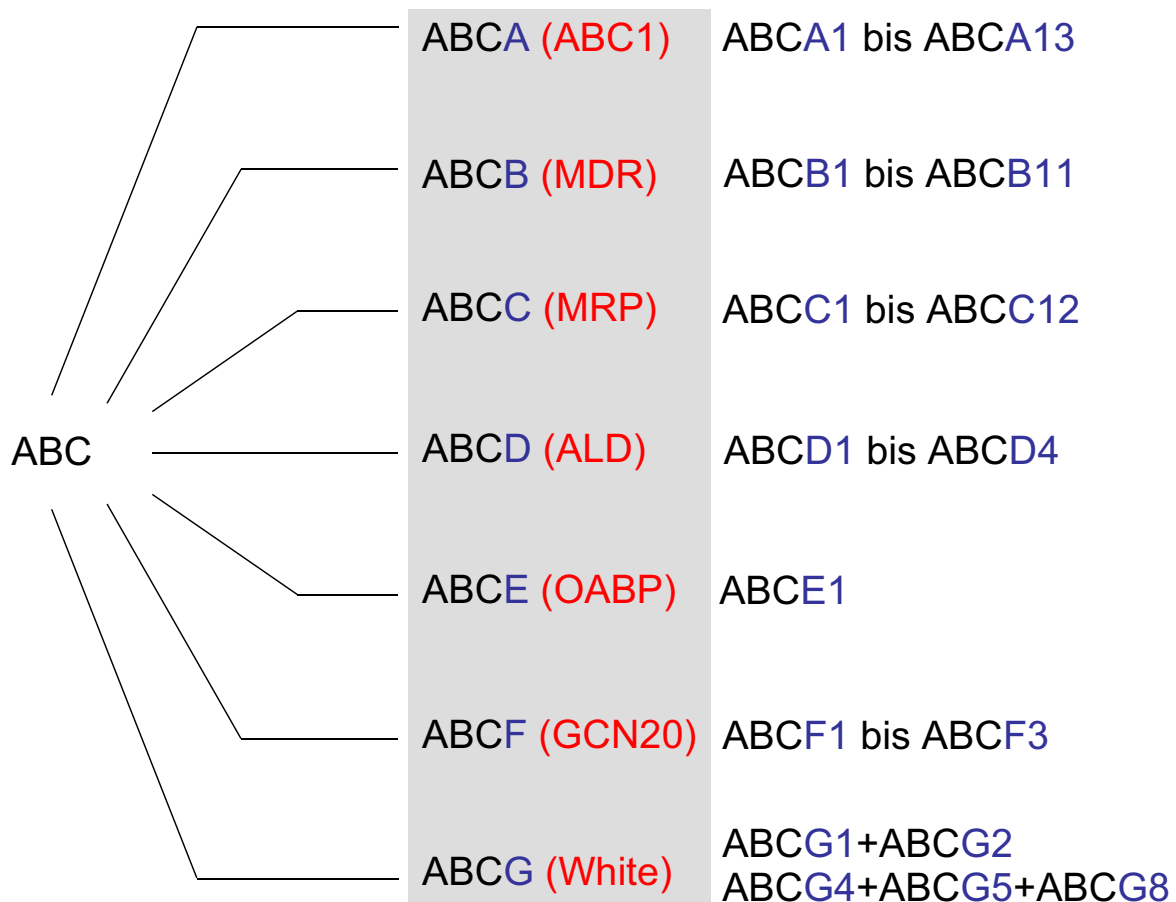 ABCA (ABC1) ABCA1 bis ABCA13
ABCB (MDR) ABCB1 bis ABCB11
ABCC (MRP) ABCC1 bis ABCC12
ABC ABCD (ALD) ABCD1 bis ABCD4
ABCE (OABP) ABCE1
ABCF (GCN20) ABCF1 bis ABCF3
ABCG (White) ABCG1+ABCG2
ABCG4+ABCG5+ABCG8